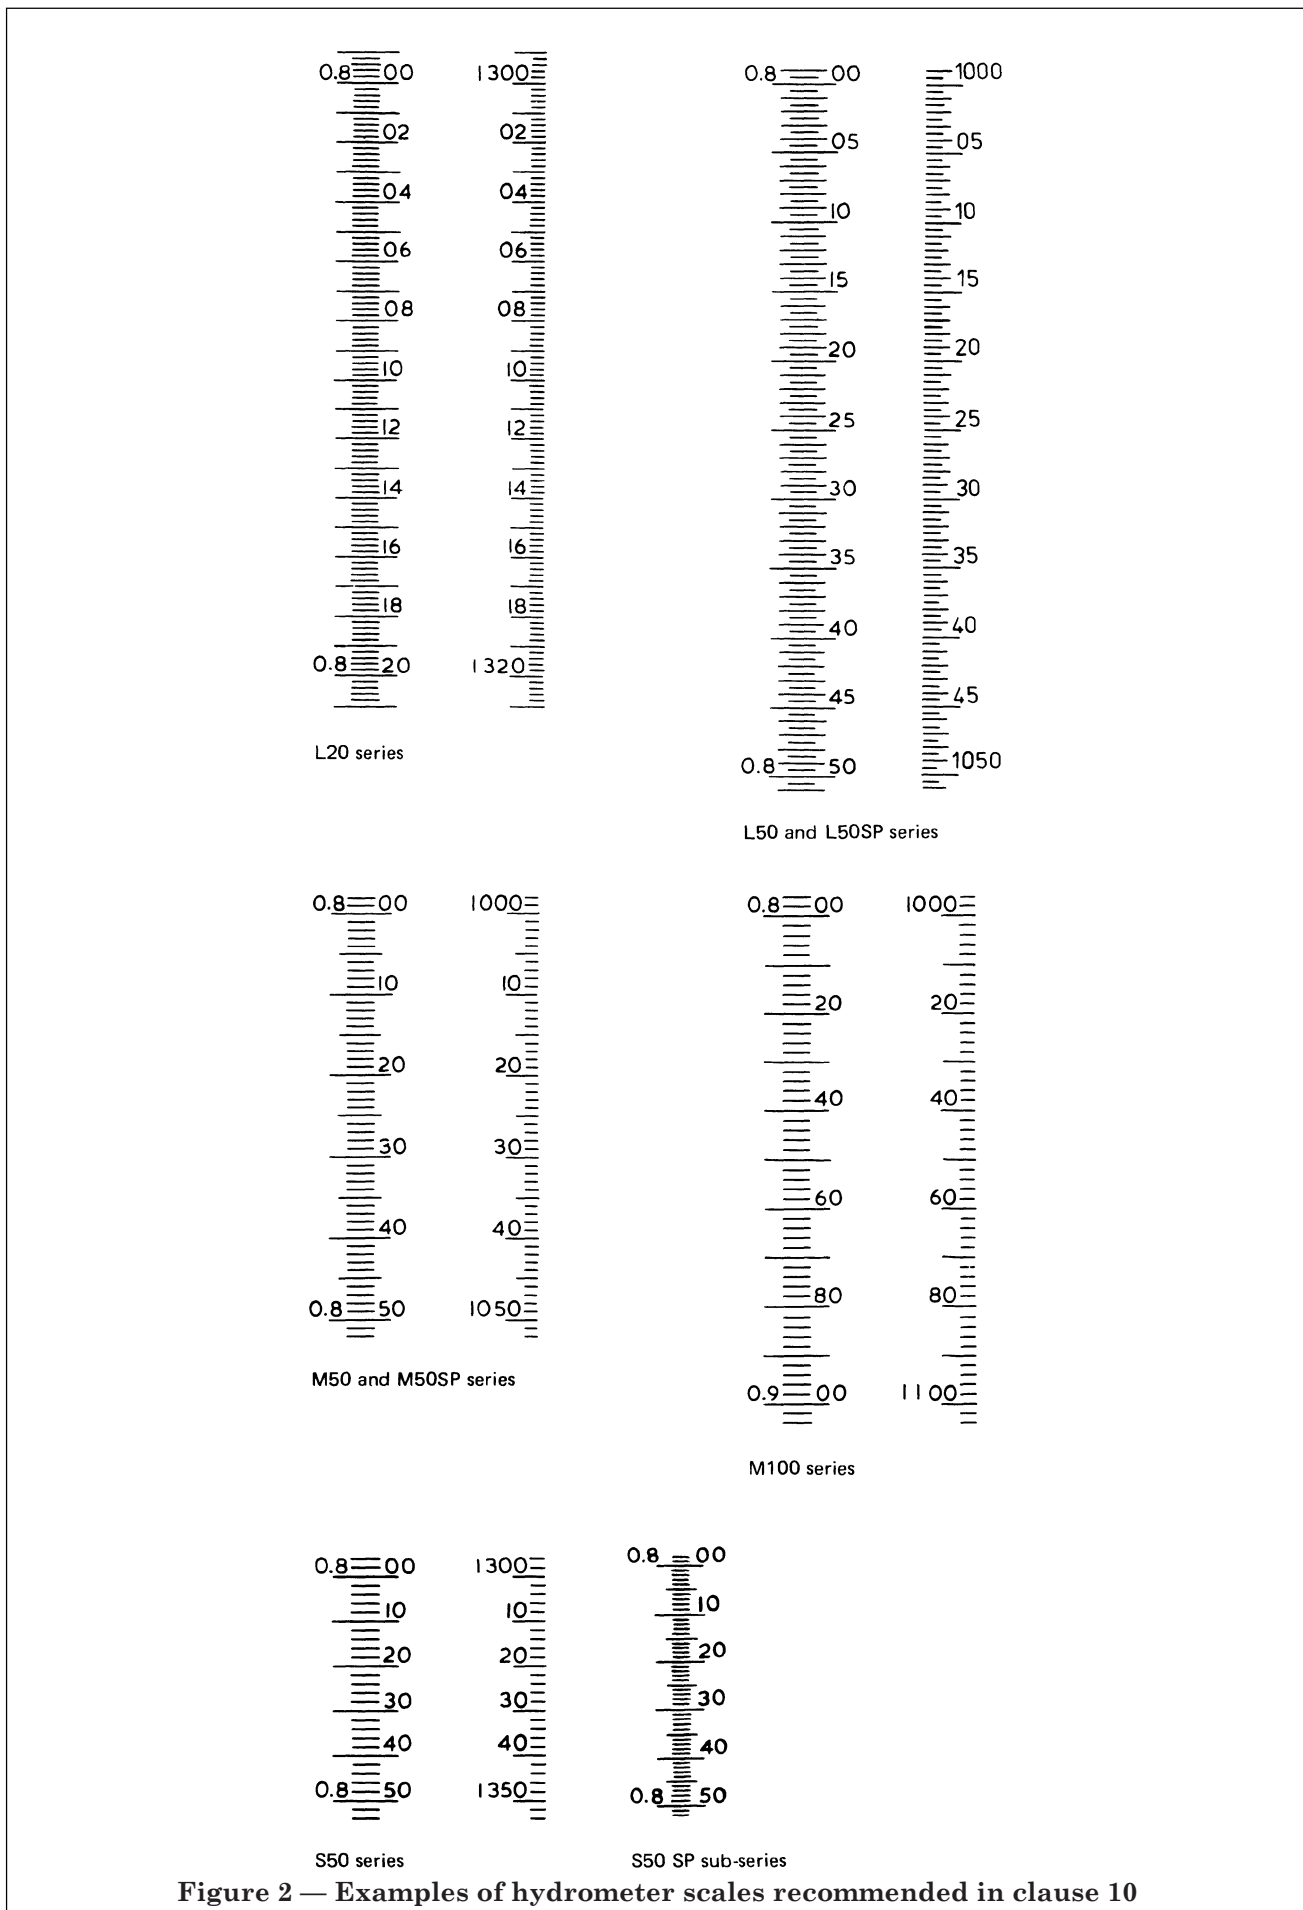 0.8 00 1300
02 02
04 04
06 06
08 08
10 10
12 12
14 14
16 16
18 18
0.8 20 1320
L20 series
0.8 00 1000
05 05
10 10
15 15
20 20
25 25
30 30
35 35
40 40
45 45
0.8 50 1050
L50 and L50SP series
0.8 00 1000
10 10
20 20
30 30
40 40
0.8 50 1050
M50 and M50SP series
0.8 00 1000
20 20
40 40
60 60
80 80
0.9 00 1100
M100 series
0.8 00 1300
10 10
20 20
30 30
40 40
0.8 50 1350
S50 series
0.8 00
10
20
30
40
0.8 50
S50 SP sub-series
Figure 2 — Examples of hydrometer scales recommended in clause 10